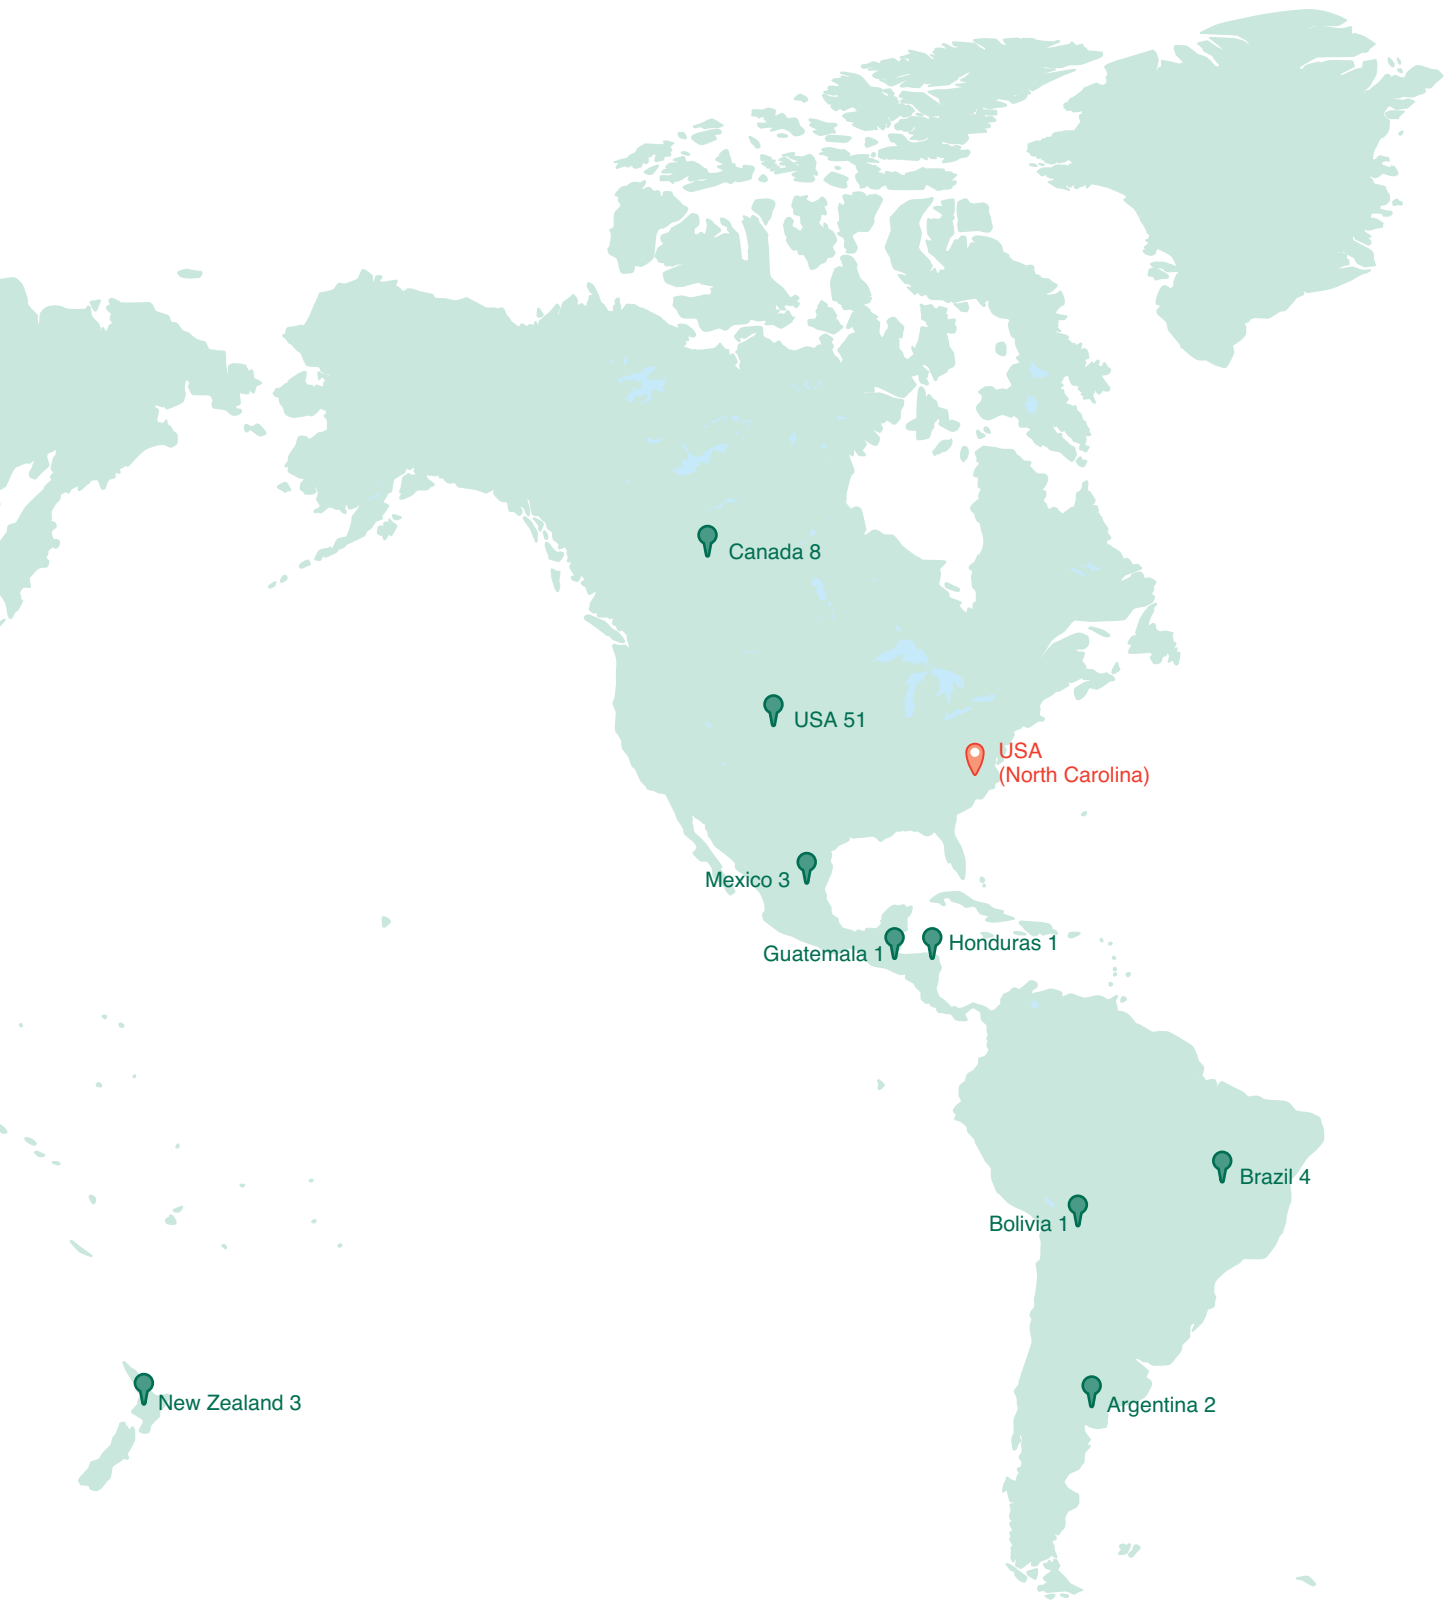 Canada 8
USA 51
USA
(North Carolina)
Mexico 3
Guatemala 1
Honduras 1
Brazil 4
Bolivia 1
New Zealand 3
Argentina 2